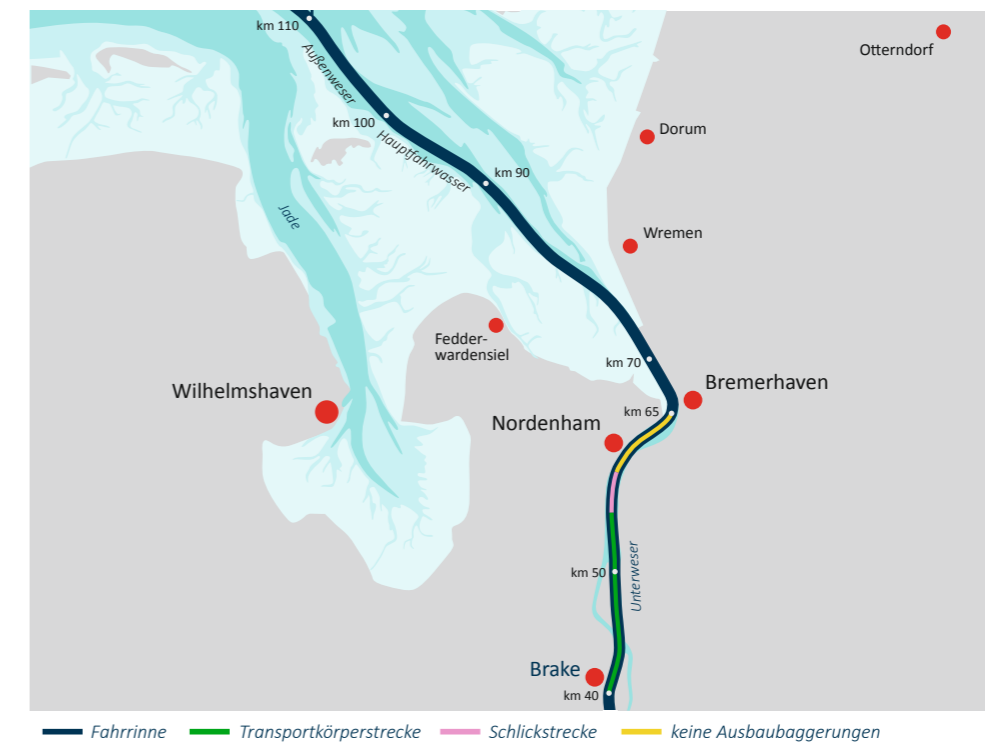 km 110
Otterndorf
Außenweser
km 100
Dorum
Hauptfahrwasser
km 90
Jade
Wremen
Fedder-
wardensiel
km 70
Wilhelmshaven
Bremerhaven
km 65
Nordenham
km 50
Unterweser
Brake
km 40
Fahrrinne Transportkörperstrecke Schlickstrecke keine Ausbaubaggerungen